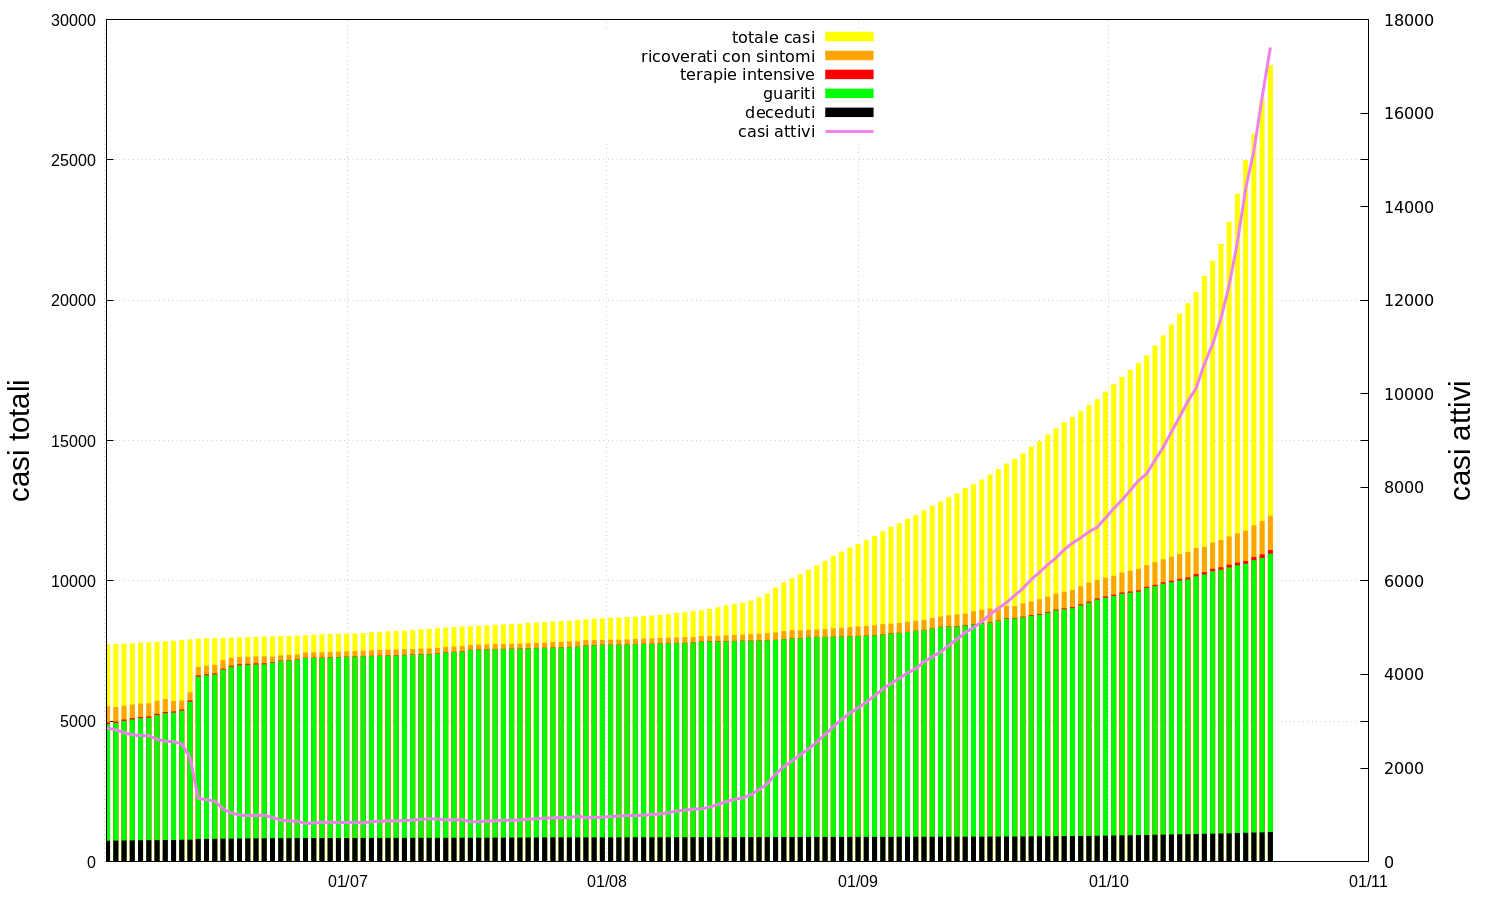 30000
25000
20000
15000
10000
5000
0
casi totali
totale casi
ricoverati con sintomi
terapie intensive
guariti
deceduti
casi attivi
18000
16000
14000
12000
10000
8000
6000
4000
2000
0
casi attivi
01/07
01/08
01/09
01/10
01/11